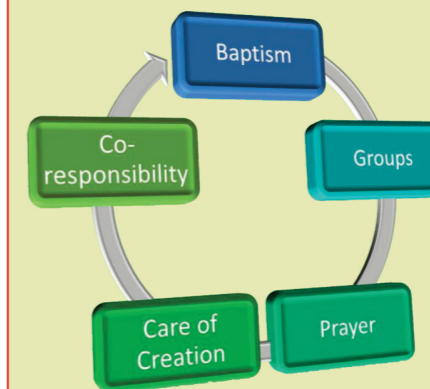 Baptism
Groups
Prayer
Care of
Creation
Co-
responsibility